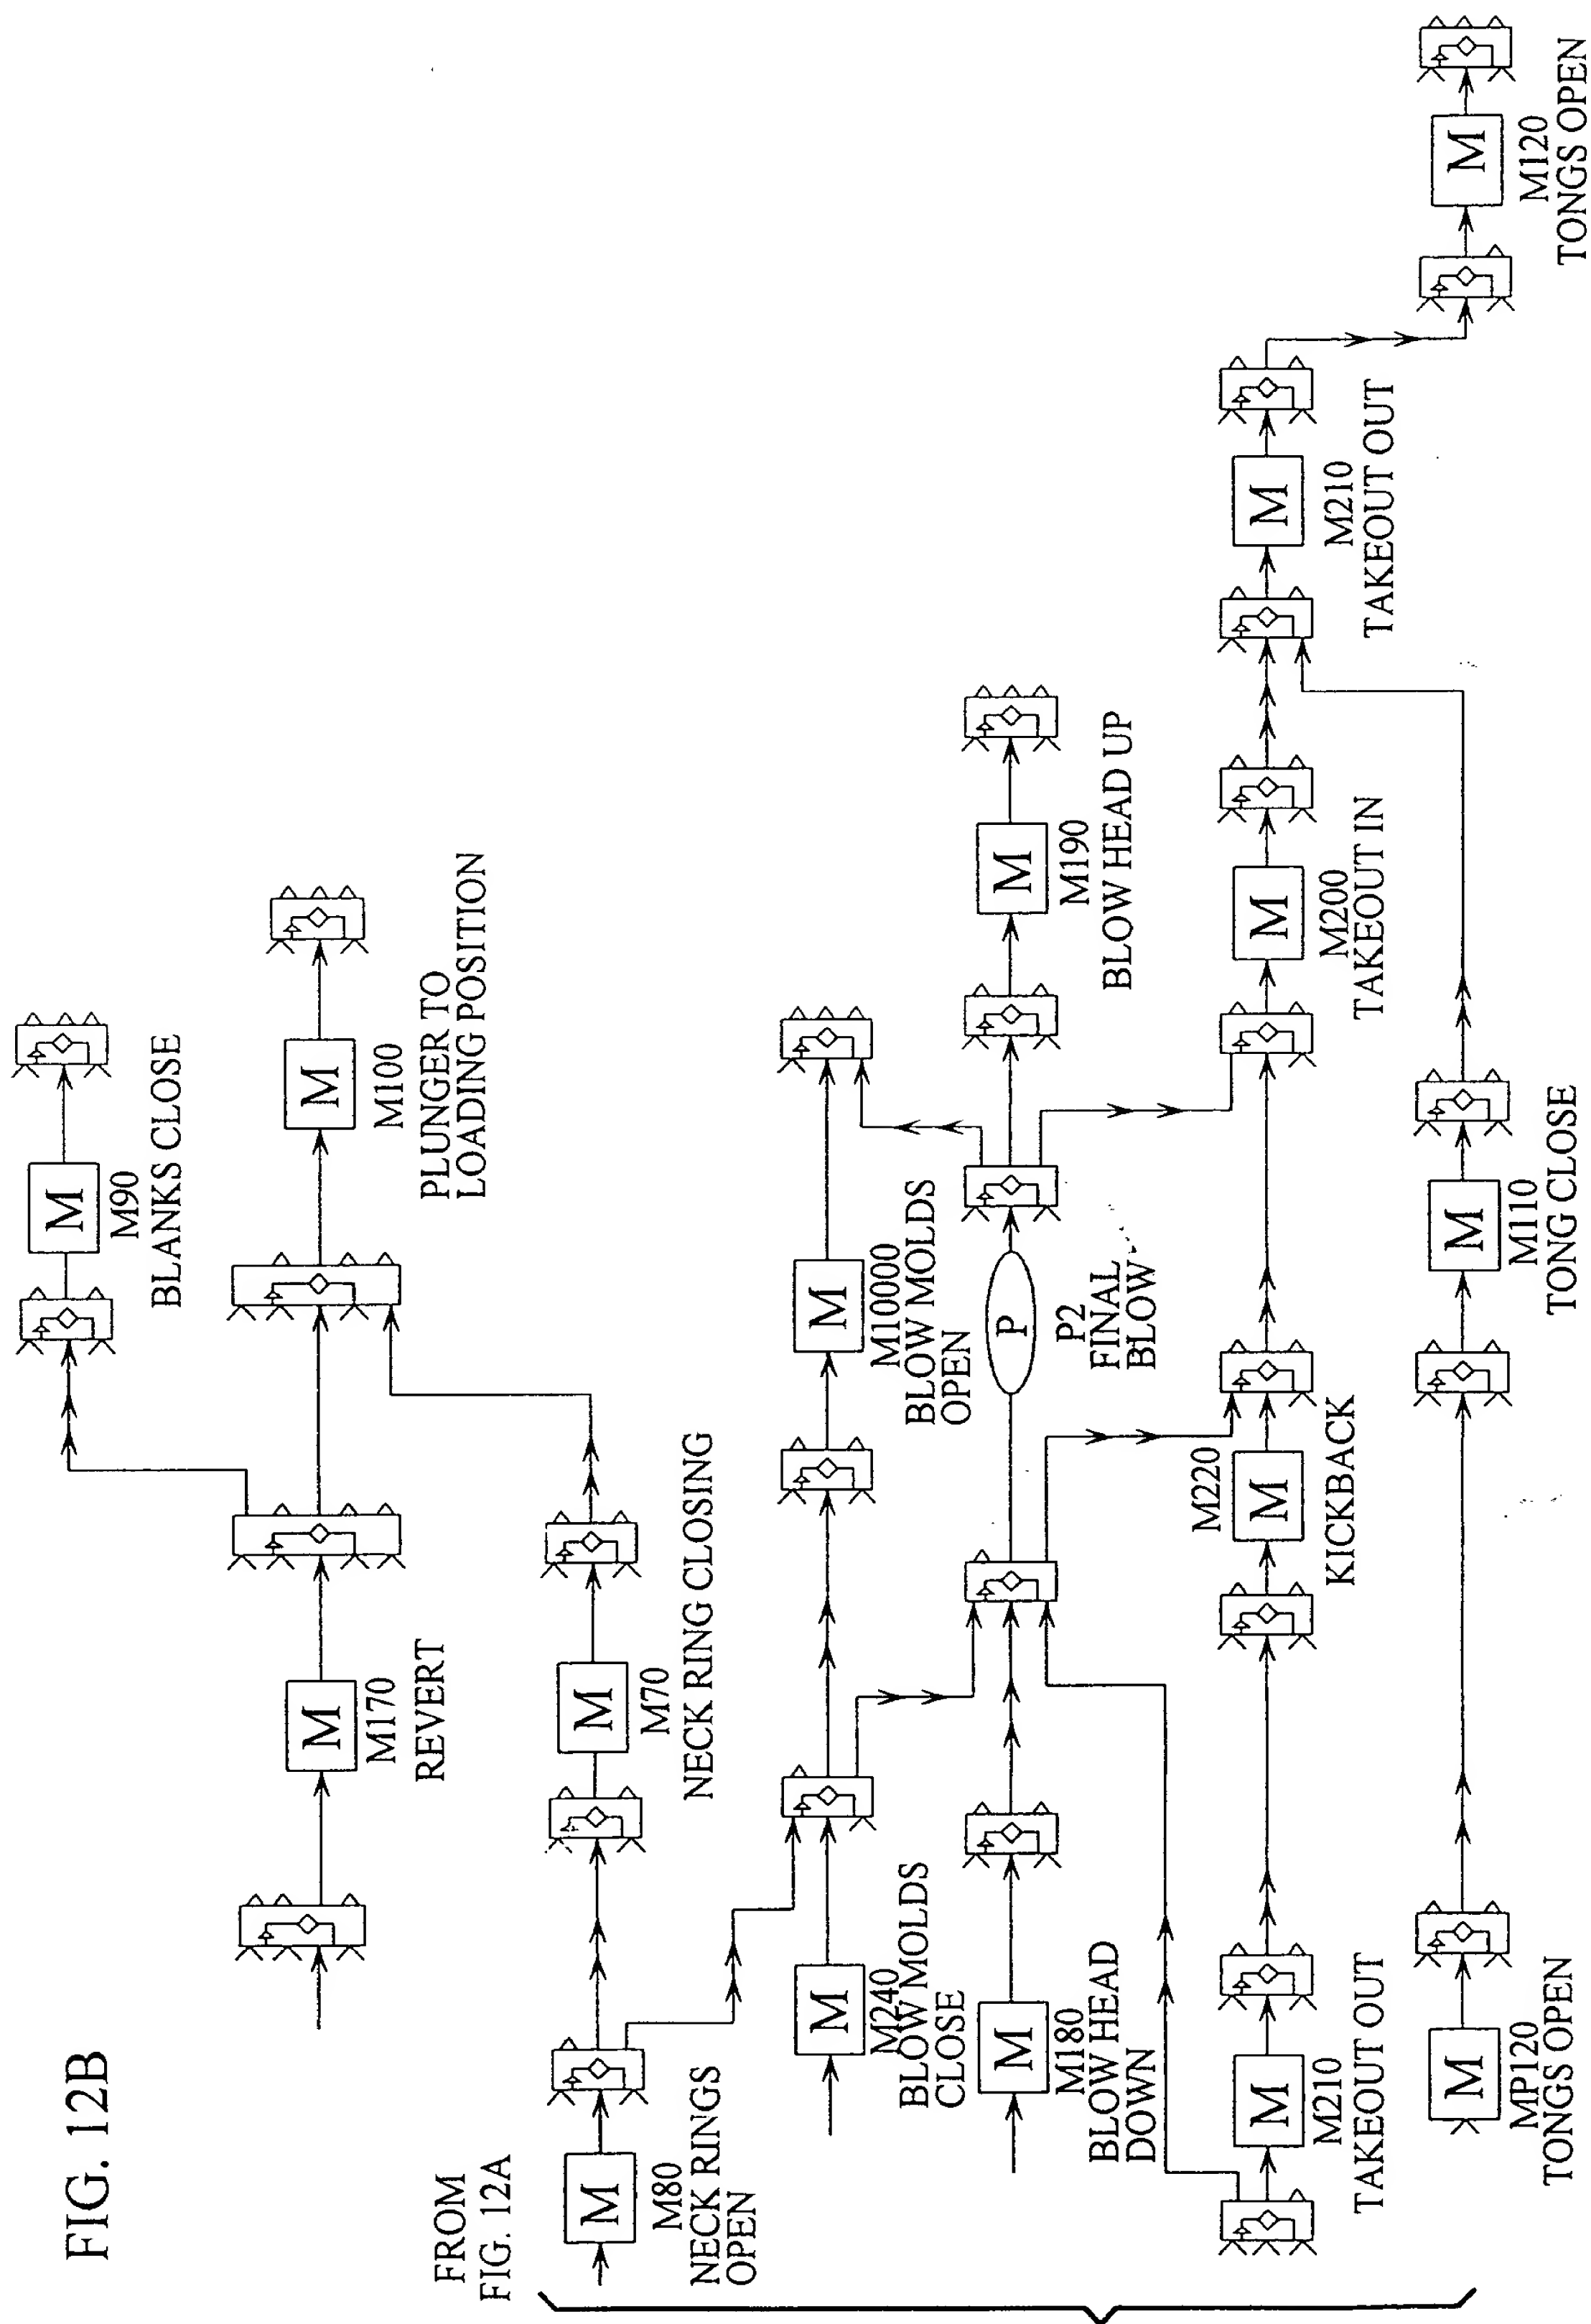 FIG. 12B
M
M90
BLANKS CLOSE
M
M170
REVERT
M
M100
PLUNGER TO
LOADING POSITION
FROM
FIG. 12A
M
M80
NECK RINGS
OPEN
M
M70
NECK RING CLOSING
M
M240
BLOW MOLDS
CLOSE
M
M10000
BLOW MOLDS
OPEN
M
M180
BLOW HEAD
DOWN
P
P2
FINAL
BLOW
M
M190
BLOW HEAD UP
M
M210
TAKEOUT OUT
M220
M
KICKBACK
M
M200
TAKEOUT IN
M
M210
TAKEOUT OUT
M
MP120
TONGS OPEN
M
M110
TONG CLOSE
M
M120
TONGS OPEN